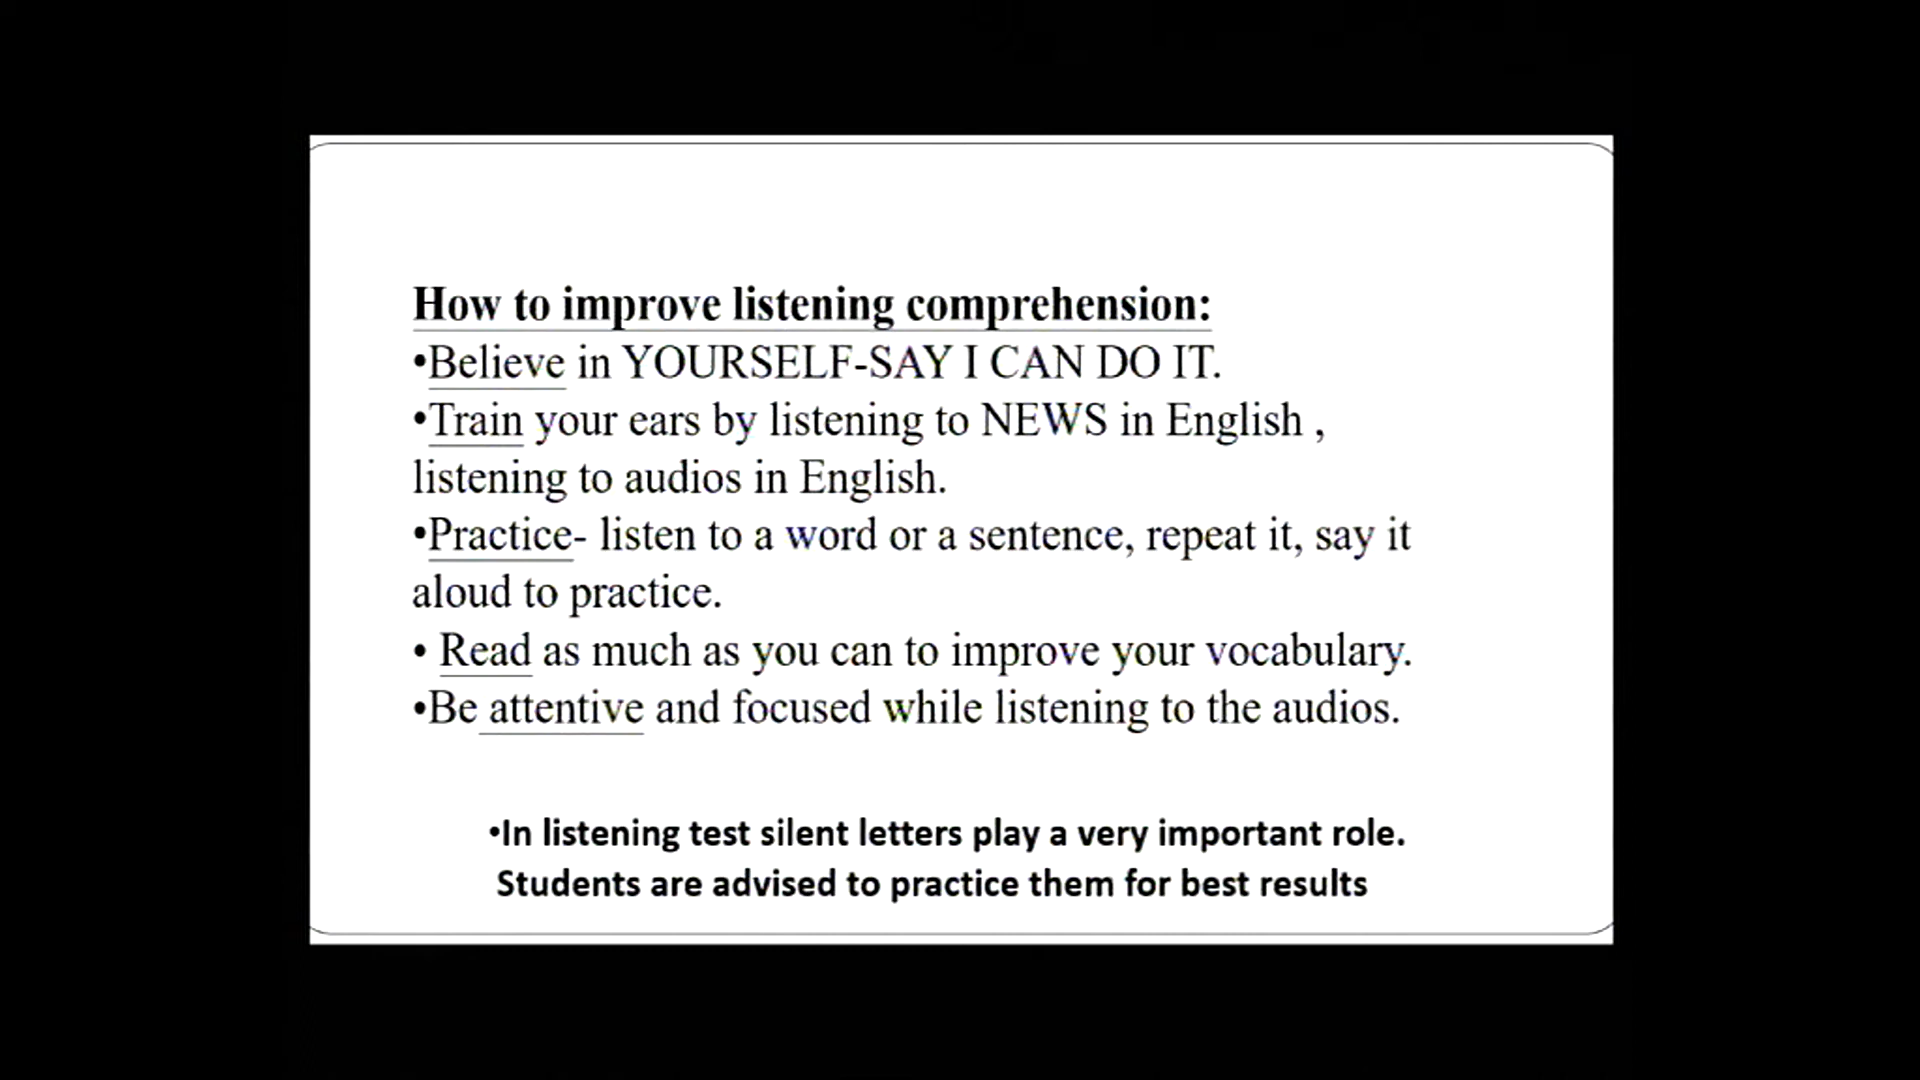 How to improve listening comprehension:
•Believe in YOURSELF-SAY I CAN DO IT.
•Train your ears by listening to NEWS in English ,
listening to audios in English.
•Practice- listen to a word or a sentence, repeat it, say it
aloud to practice.
• Read as much as you can to improve your vocabulary.
•Be attentive and focused while listening to the audios.
•In listening test silent letters play a very important role.
Students are advised to practice them for best results